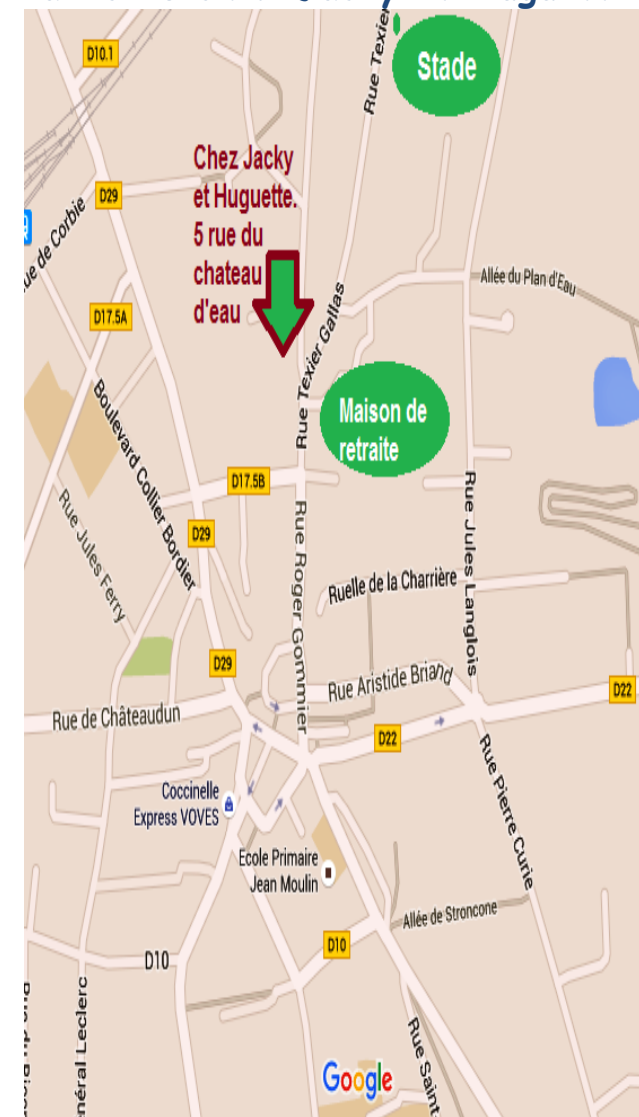 Rue Texier
Stade
D10.1
Chez Jacky
et Huguette.
5 rue du
chateau
d'eau
D29
ue de Corbie
Allée du Plan d'Eau
D17.5A
Rue Texier Gallas
Maison de
retraite
Boulevard Collier Bordier
D17.5B
Rue Jules Ferry
D29
Rue Roger Gommier
Rue Jules Langlois
Ruelle de la Charrière
D29
Rue Aristide Briand
D22
Rue de Châteaudun
D22
Coccinelle
Express VOVES
Rue Pierre Curie
Ecole Primaire
Jean Moulin
Allée de Stroncone
D10
D10
néral Leclerc
Rue Saint-
Google